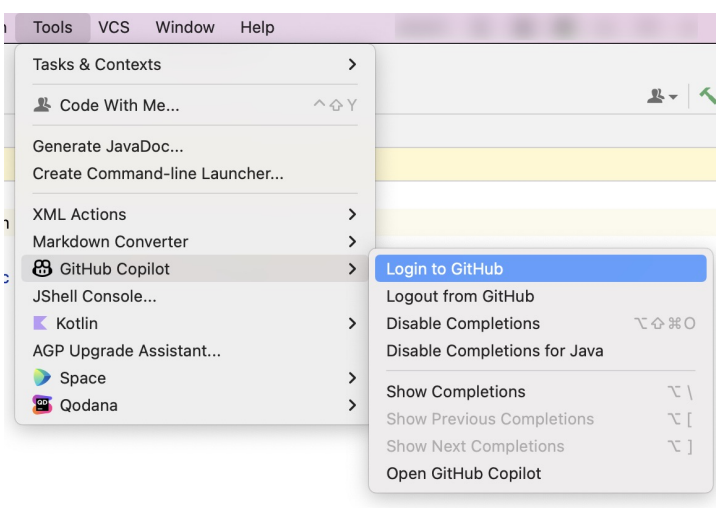 Tools VCS Window Help
Tasks & Contexts
Code With Me... ^⇧Y
Generate JavaDoc...
Create Command-line Launcher...
XML Actions
Markdown Converter
GitHub Copilot
JShell Console...
Kotlin
AGP Upgrade Assistant...
Space
QD
Qodana
Login to GitHub
Logout from GitHub
Disable Completions ⌥⇧⌘O
Disable Completions for Java
Show Completions ⌥\
Show Previous Completions ⌥[
Show Next Completions ⌥]
Open GitHub Copilot